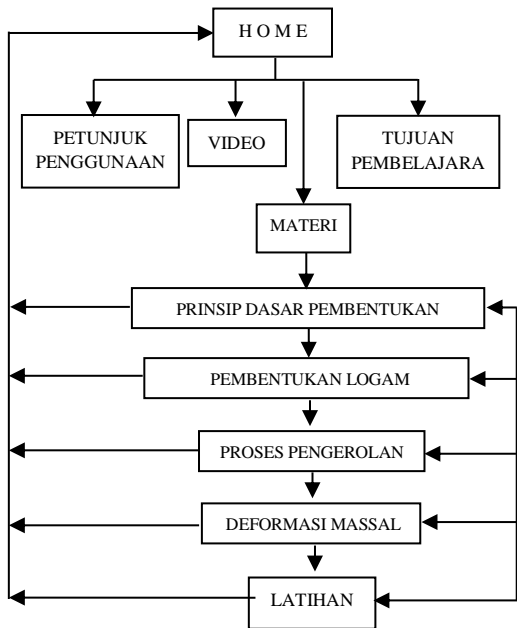 H O M E
PETUNJUK
PENGGUNAAN
VIDEO
TUJUAN
PEMBELAJARA
MATERI
PRINSIP DASAR PEMBENTUKAN
PEMBENTUKAN LOGAM
PROSES PENGEROLAN
DEFORMASI MASSAL
LATIHAN